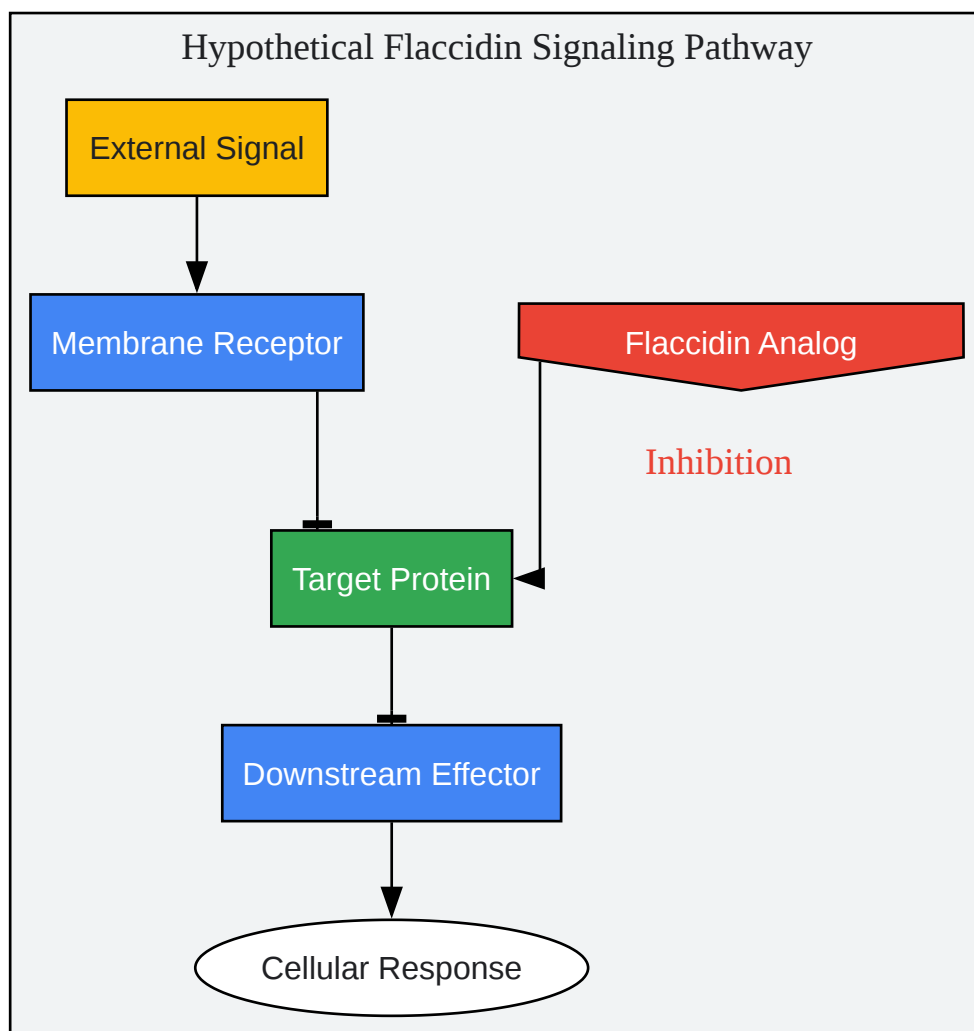 Hypothetical Flaccidin Signaling Pathway
External Signal
Membrane Receptor
Flaccidin Analog
Inhibition
Target Protein
Downstream Effector
Cellular Response